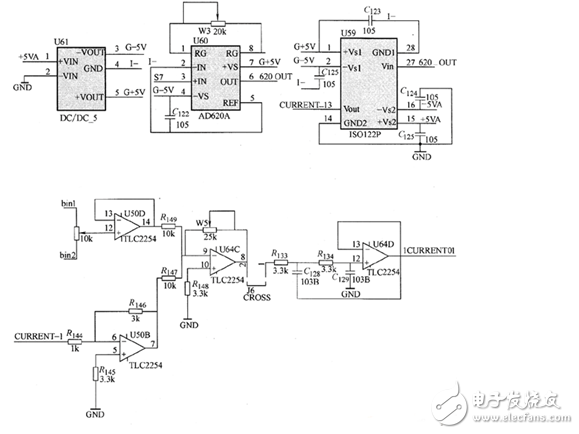 U61
+5VA 1 +VIN
2 -VIN
GND
-VOUT 3 G-5V
GND 4 I-
+VOUT 5 G+5V
DC/DC_5
W3 20k
U60
1 RG RG 8
I- 2 -IN +VS 7 G+5V
S7 3 +IN OUT 6 620 OUT
G-5V 4 -VS REF 5
C122
105
AD620A
C123
105
I-
U59
G+5V 1 +Vs1 GND1 28
G-5V 2 -Vs1 Vin 27 620_OUT
C125
105
I-
CURRENT-13 Vout
14 GND2
-Vs2 16 -5VA
+Vs2 15 +5VA
C124
105
C125
105
ISO122P
GND
bin1
bin2
10k
13
12
14
U50D
TLC2254
R149
10k
R147
10k
W5
25k
9
10
8
U64C
TLC2254
R148
3.3k
GND
J6
CROSS
R133
3.3k
R134
3.3k
C128
103B
C129
103B
GND
13
12
14
U64D
TLC2254
1CURRENT01
CURRENT-1
R144
1k
R146
3k
6
5
7
U50B
TLC2254
R145
3.3k
GND
电子发烧友
www.elecfans.com